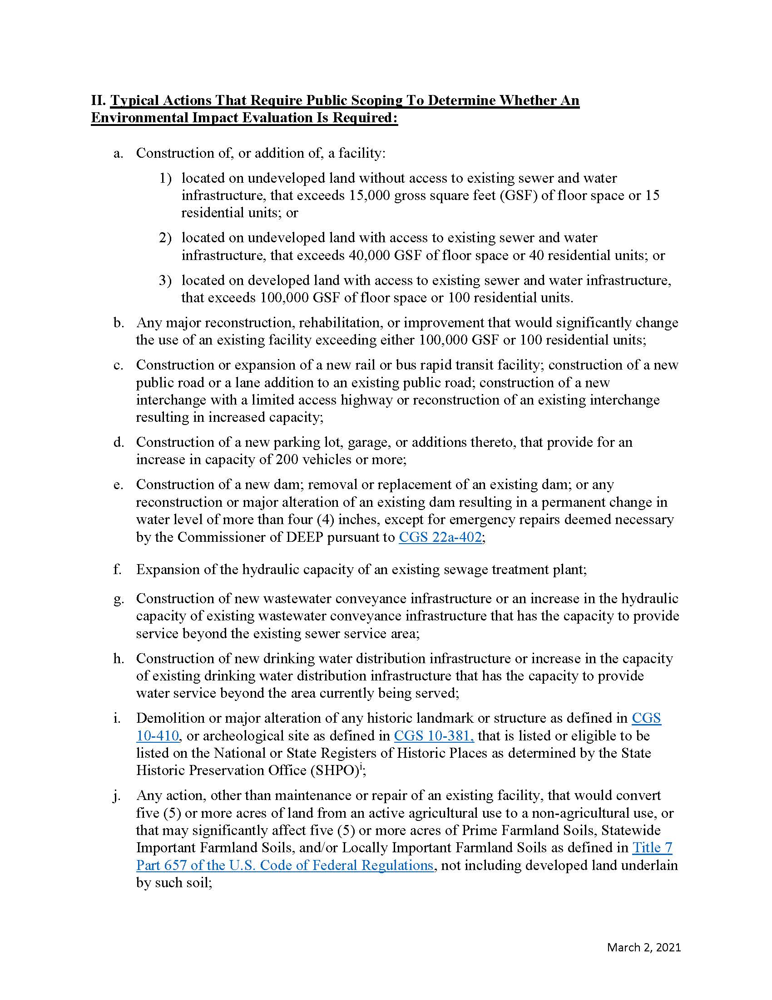 II. Typical Actions That Require Public Scoping To Determine Whether An
Environmental Impact Evaluation Is Required:
a. Construction of, or addition of, a facility:
1) located on undeveloped land without access to existing sewer and water
infrastructure, that exceeds 15,000 gross square feet (GSF) of floor space or 15
residential units; or
2) located on undeveloped land with access to existing sewer and water
infrastructure, that exceeds 40,000 GSF of floor space or 40 residential units; or
3) located on developed land with access to existing sewer and water infrastructure,
that exceeds 100,000 GSF of floor space or 100 residential units.
b. Any major reconstruction, rehabilitation, or improvement that would significantly change
the use of an existing facility exceeding either 100,000 GSF or 100 residential units;
c. Construction or expansion of a new rail or bus rapid transit facility; construction of a new
public road or a lane addition to an existing public road; construction of a new
interchange with a limited access highway or reconstruction of an existing interchange
resulting in increased capacity;
d. Construction of a new parking lot, garage, or additions thereto, that provide for an
increase in capacity of 200 vehicles or more;
e. Construction of a new dam; removal or replacement of an existing dam; or any
reconstruction or major alteration of an existing dam resulting in a permanent change in
water level of more than four (4) inches, except for emergency repairs deemed necessary
by the Commissioner of DEEP pursuant to CGS 22a-402;
f. Expansion of the hydraulic capacity of an existing sewage treatment plant;
g. Construction of new wastewater conveyance infrastructure or an increase in the hydraulic
capacity of existing wastewater conveyance infrastructure that has the capacity to provide
service beyond the existing sewer service area;
h. Construction of new drinking water distribution infrastructure or increase in the capacity
of existing drinking water distribution infrastructure that has the capacity to provide
water service beyond the area currently being served;
i. Demolition or major alteration of any historic landmark or structure as defined in CGS
10-410, or archeological site as defined in CGS 10-381, that is listed or eligible to be
listed on the National or State Registers of Historic Places as determined by the State
Historic Preservation Office (SHPO)i;
j. Any action, other than maintenance or repair of an existing facility, that would convert
five (5) or more acres of land from an active agricultural use to a non-agricultural use, or
that may significantly affect five (5) or more acres of Prime Farmland Soils, Statewide
Important Farmland Soils, and/or Locally Important Farmland Soils as defined in Title 7
Part 657 of the U.S. Code of Federal Regulations, not including developed land underlain
by such soil;
March 2, 2021